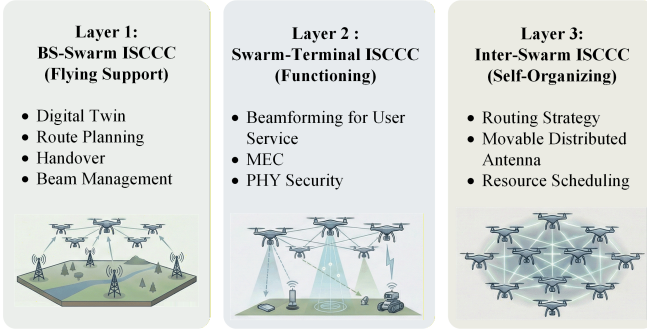 Layer 1:
BS-Swarm ISCCC
(Flying Support)
• Digital Twin
• Route Planning
• Handover
• Beam Management
Layer 2 :
Swarm-Terminal ISCCC
(Functioning)
• Beamforming for User
Service
• MEC
• PHY Security
Layer 3:
Inter-Swarm ISCCC
(Self-Organizing)
• Routing Strategy
• Movable Distributed
Antenna
• Resource Scheduling